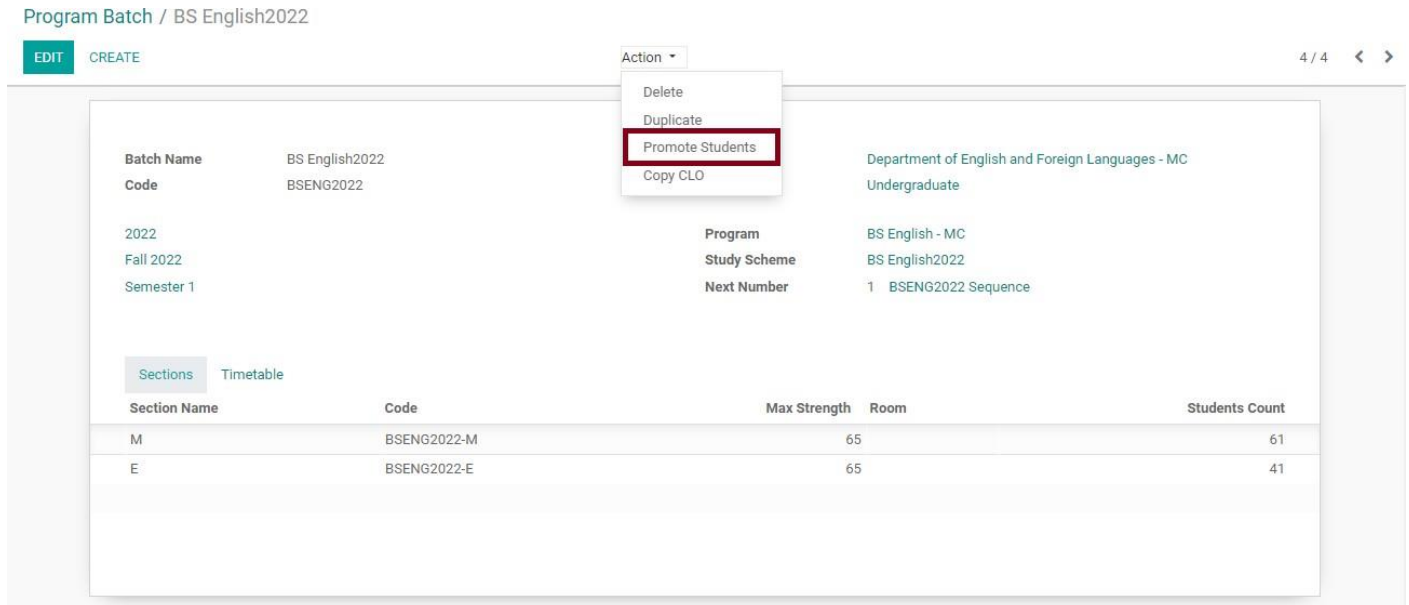 Program Batch / BS English2022
EDIT CREATE Action 4 / 4
Delete
Duplicate
Promote Students
Copy CLO
Batch Name BS English2022 Department of English and Foreign Languages - MC
Code BSENG2022 Undergraduate
2022 Program BS English - MC
Fall 2022 Study Scheme BS English2022
Semester 1 Next Number 1 BSENG2022 Sequence
Sections Timetable
Section Name Code Max Strength Room Students Count
M BSENG2022-M 65 61
E BSENG2022-E 65 41